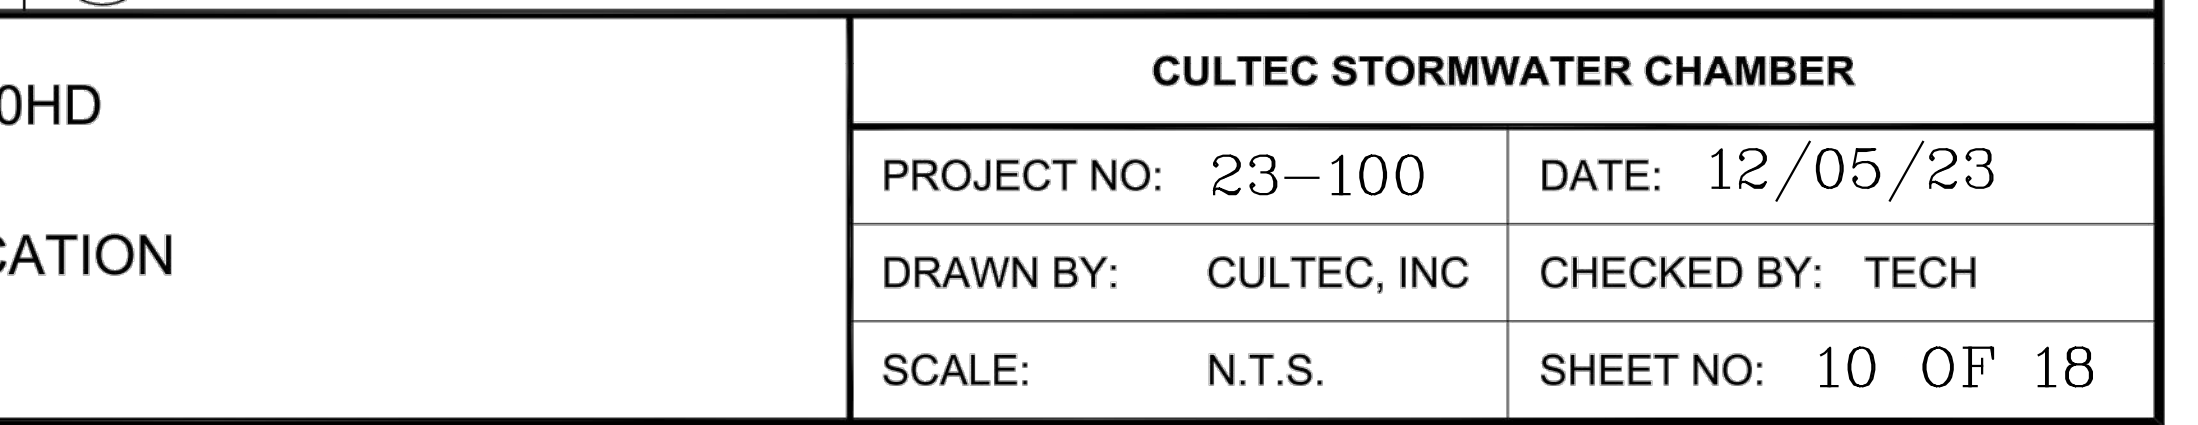 0HD
CATION
CULTEC STORMWATER CHAMBER
PROJECT NO: 23-100 DATE: 12/05/23
DRAWN BY: CULTEC, INC CHECKED BY: TECH
SCALE: N.T.S. SHEET NO: 10 OF 18